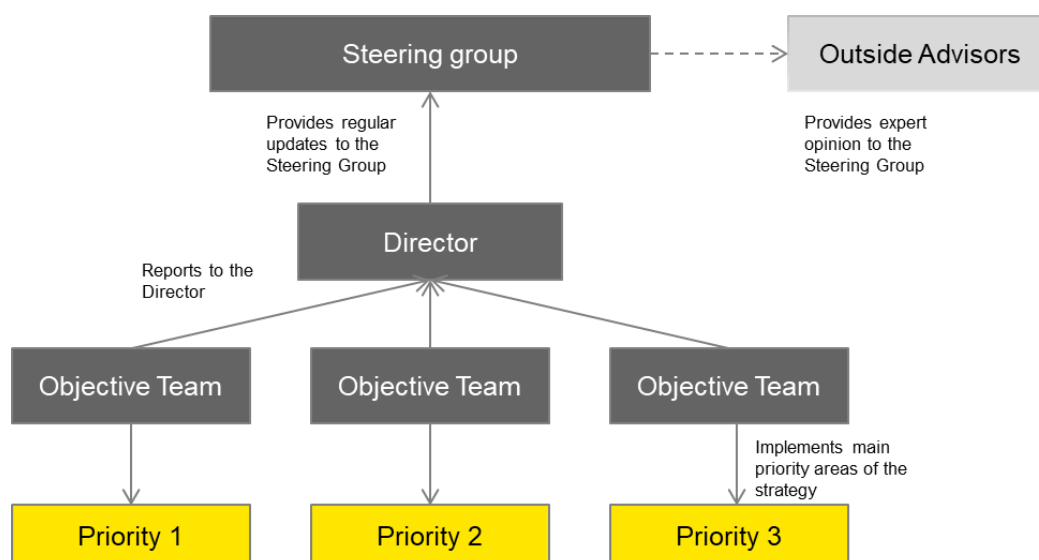 Steering group
Outside Advisors
Provides regular
updates to the
Steering Group
Provides expert
opinion to the
Steering Group
Director
Reports to the
Director
Objective Team
Objective Team
Objective Team
Implements main
priority areas of the
strategy
Priority 1
Priority 2
Priority 3